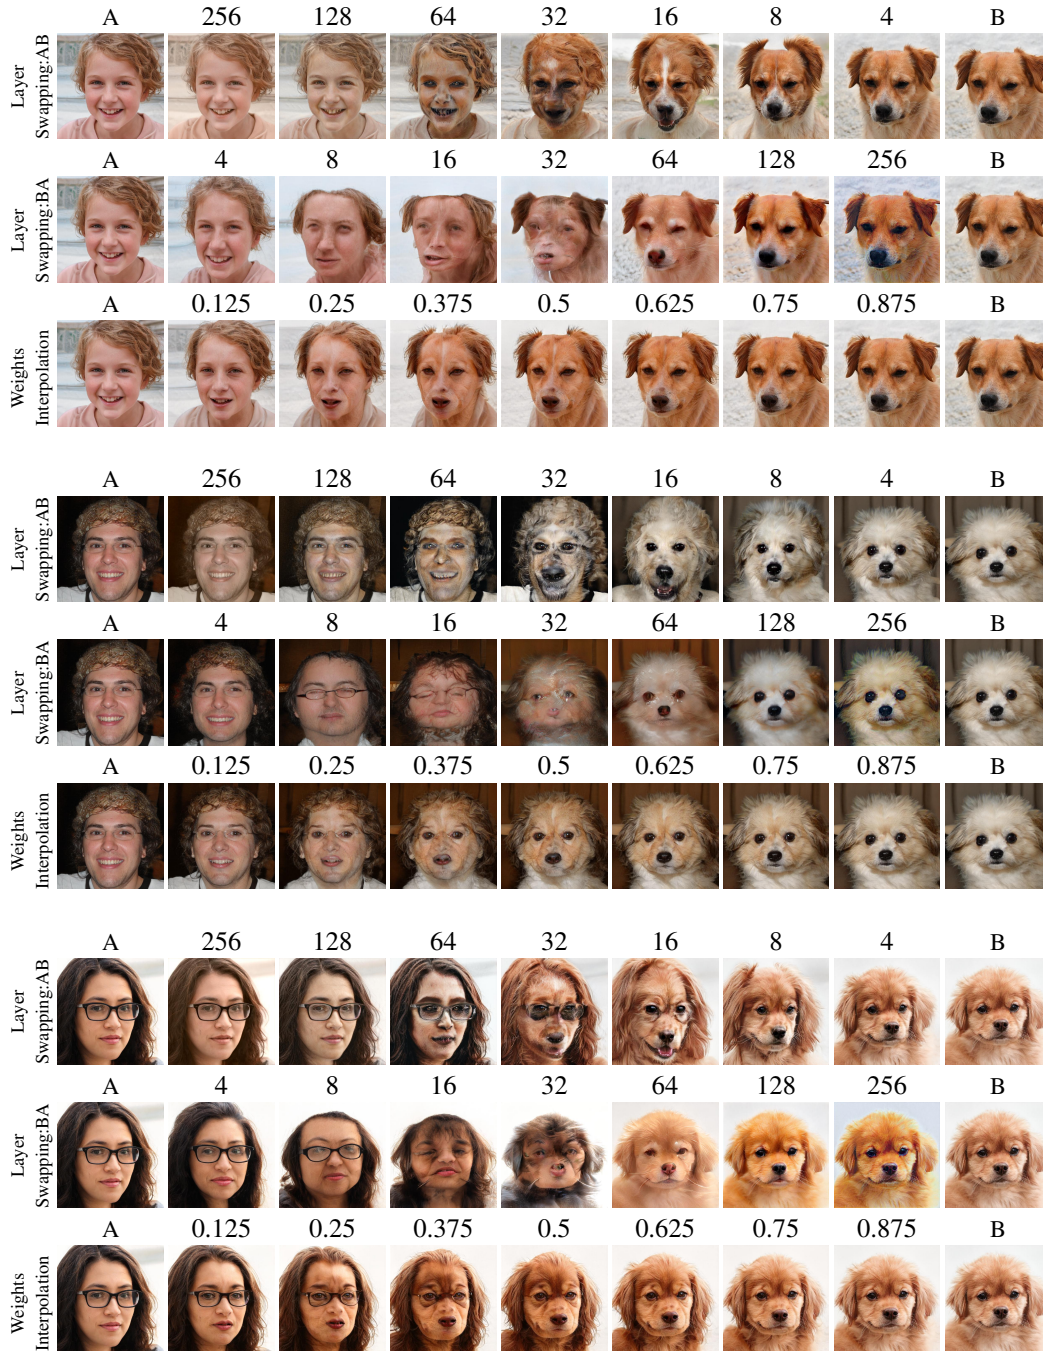 A 256 128 64 32 16 8 4 B
Layer
Swapping:AB
A 4 8 16 32 64 128 256 B
Layer
Swapping:BA
A 0.125 0.25 0.375 0.5 0.625 0.75 0.875 B
Weights
Interpolation
A 256 128 64 32 16 8 4 B
Layer
Swapping:AB
A 4 8 16 32 64 128 256 B
Layer
Swapping:BA
A 0.125 0.25 0.375 0.5 0.625 0.75 0.875 B
Weights
Interpolation
A 256 128 64 32 16 8 4 B
Layer
Swapping:AB
A 4 8 16 32 64 128 256 B
Layer
Swapping:BA
A 0.125 0.25 0.375 0.5 0.625 0.75 0.875 B
Weights
Interpolation